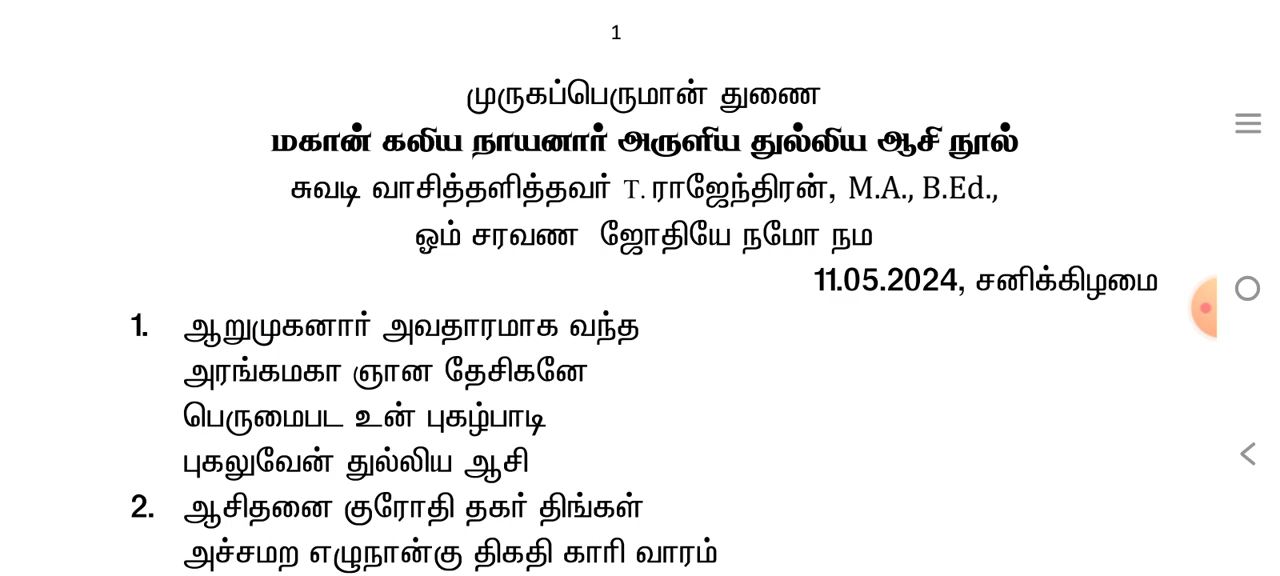 1
முருகப்பெருமான் துணை
மகான் கலிய நாயனார் அருளிய துல்லிய ஆசி நூல்
சுவடி வாசித்தளித்தவர் T. ராஜேந்திரன், M.A., B.Ed.,
ஓம் சரவண ஜோதியே நமோ நம
11.05.2024, சனிக்கிழமை
1. ஆறுமுகனார் அவதாரமாக வந்த
அரங்கமகா ஞான தேசிகனே
பெருமைபட உன் புகழ்பாடி
புகலுவேன் துல்லிய ஆசி
2. ஆசிதனை குரோதி தகர் திங்கள்
அச்சமற எழுநான்கு திகதி காரி வாரம்